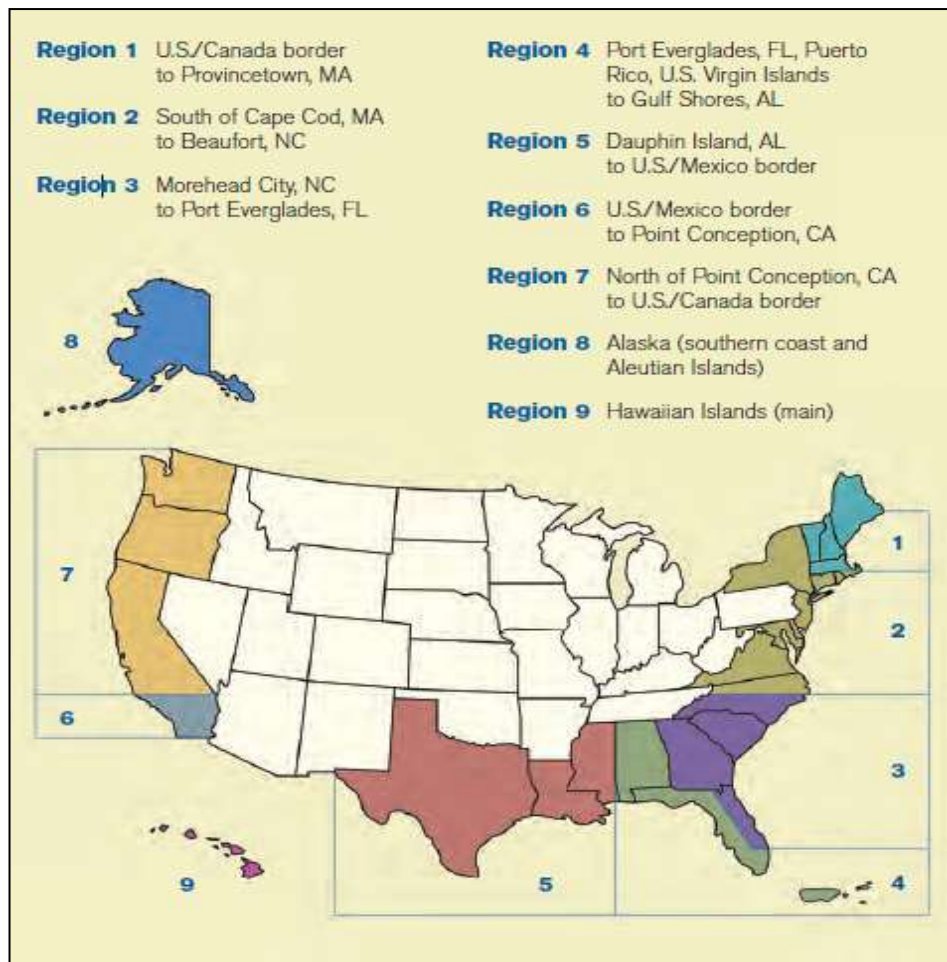 Region 1 U.S./Canada border
to Provincetown, MA
Region 2 South of Cape Cod, MA
to Beaufort, NC
Region 3 Morehead City, NC
to Port Everglades, FL
Region 4 Port Everglades, FL, Puerto
Rico, U.S. Virgin Islands
to Gulf Shores, AL
Region 5 Dauphin Island, AL
to U.S./Mexico border
Region 6 U.S./Mexico border
to Point Conception, CA
Region 7 North of Point Conception, CA
to U.S./Canada border
Region 8 Alaska (southern coast and
Aleutian Islands)
Region 9 Hawaiian Islands (main)
8
1
7
2
6
3
9
5
4